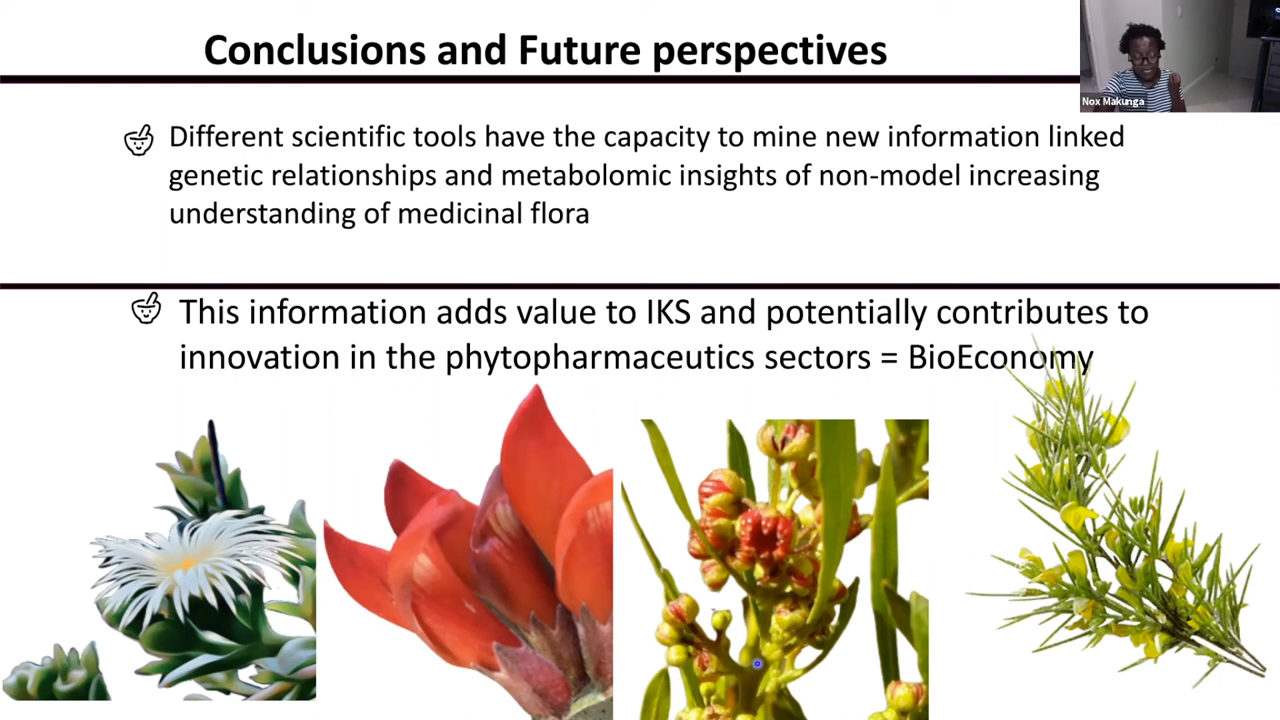 Conclusions and Future perspectives
Nox Makunga
Different scientific tools have the capacity to mine new information linked
genetic relationships and metabolomic insights of non-model increasing
understanding of medicinal flora
This information adds value to IKS and potentially contributes to
innovation in the phytopharmaceutics sectors = BioEconomy